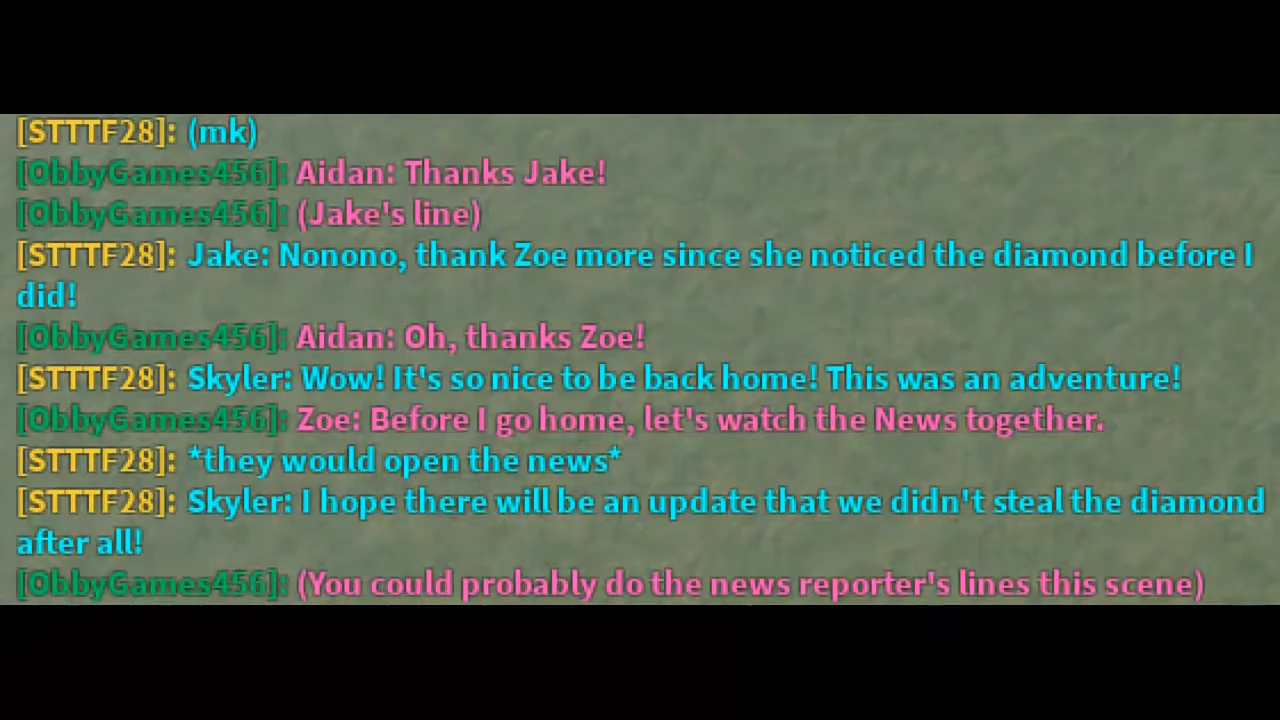 [STTTF28]: (mk)
[ObbyGames456]: Aidan: Thanks Jake!
[ObbyGames456]: (Jake's line)
[STTTF28]: Jake: Nonono, thank Zoe more since she noticed the diamond before I
did!
[ObbyGames456]: Aidan: Oh, thanks Zoe!
[STTTF28]: Skyler: Wow! It's so nice to be back home! This was an adventure!
[ObbyGames456]: Zoe: Before I go home, let's watch the News together.
[STTTF28]: *they would open the news*
[STTTF28]: Skyler: I hope there will be an update that we didn't steal the diamond
after all!
[ObbyGames456]: (You could probably do the news reporter's lines this scene)